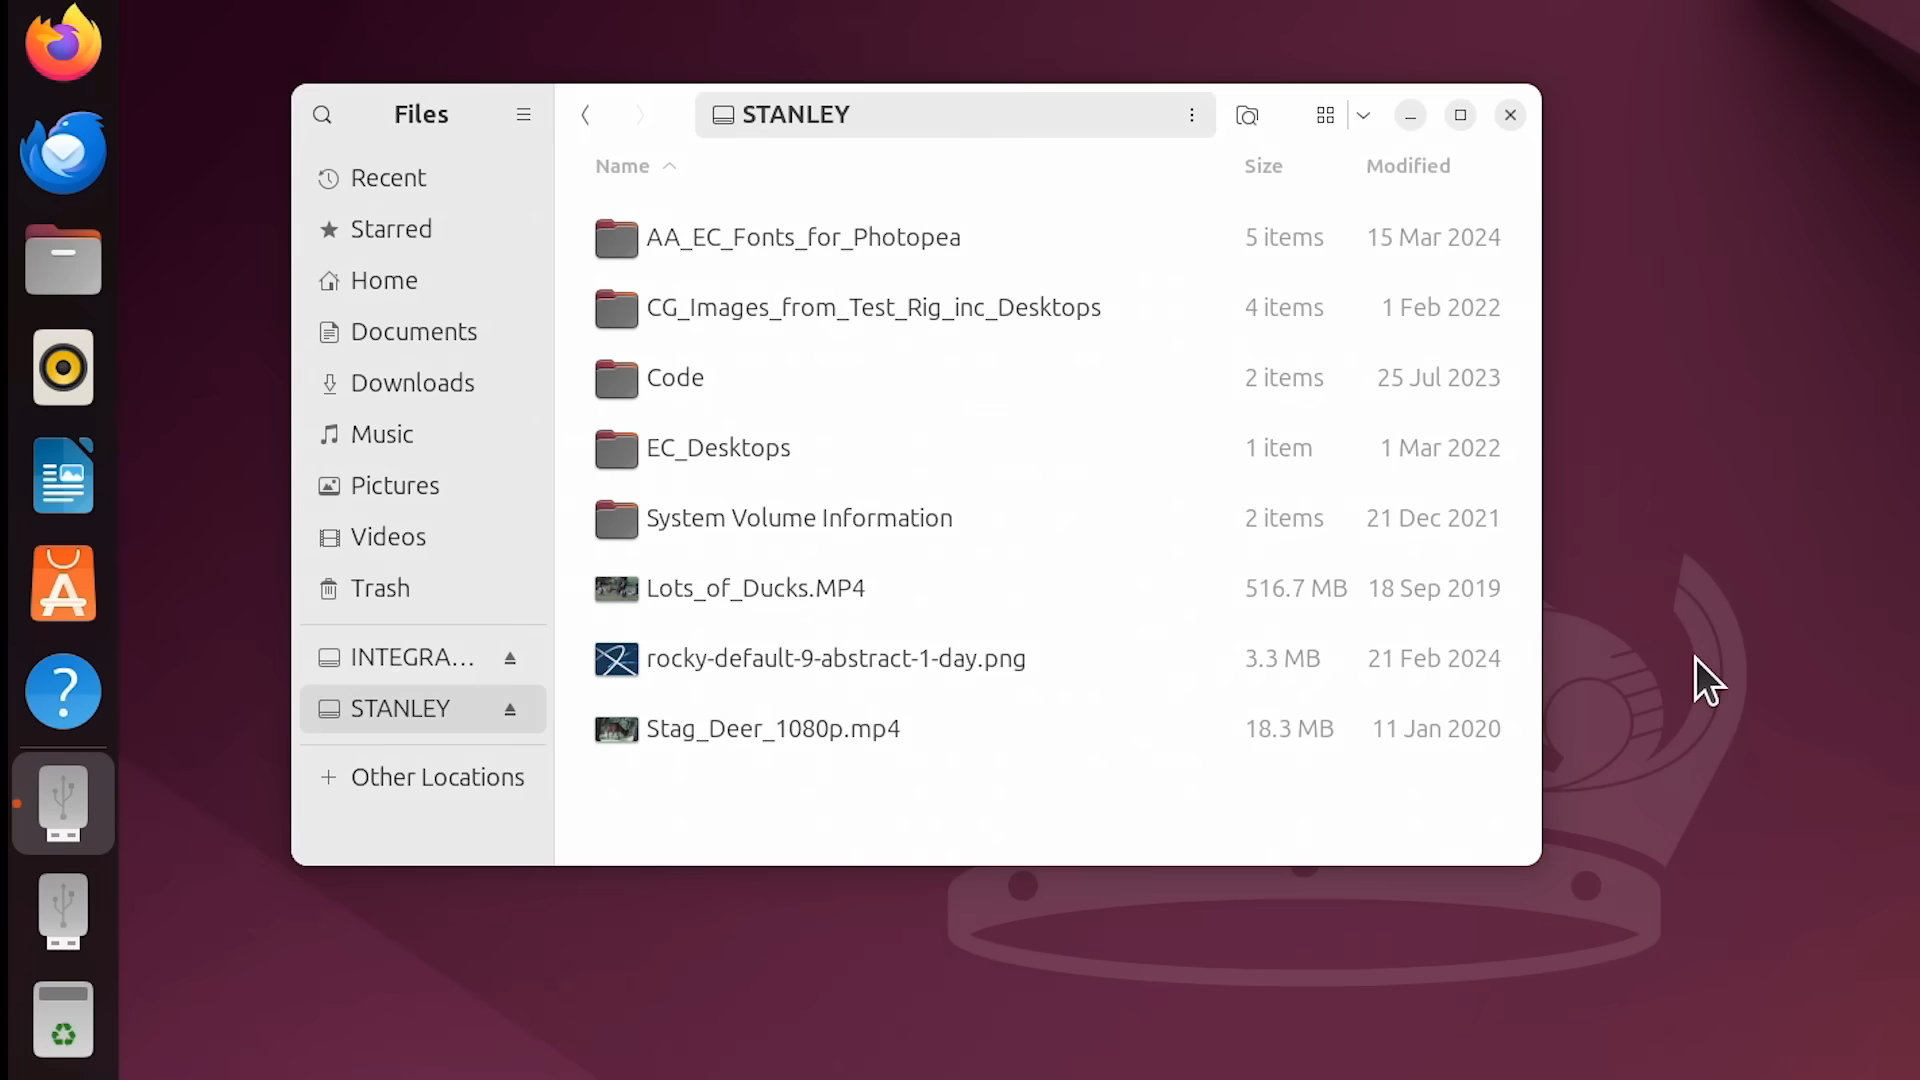 Files
STANLEY
Recent
Starred
Home
Documents
Downloads
Music
Pictures
Videos
Trash
INTEGRA...
STANLEY
Other Locations
Name Size Modified
AA_EC_Fonts_for_Photopea 5 items 15 Mar 2024
CG_Images_from_Test_Rig_inc_Desktops 4 items 1 Feb 2022
Code 2 items 25 Jul 2023
EC_Desktops 1 item 1 Mar 2022
System Volume Information 2 items 21 Dec 2021
Lots_of_Ducks.MP4 516.7 MB 18 Sep 2019
rocky-default-9-abstract-1-day.png 3.3 MB 21 Feb 2024
Stag_Deer_1080p.mp4 18.3 MB 11 Jan 2020